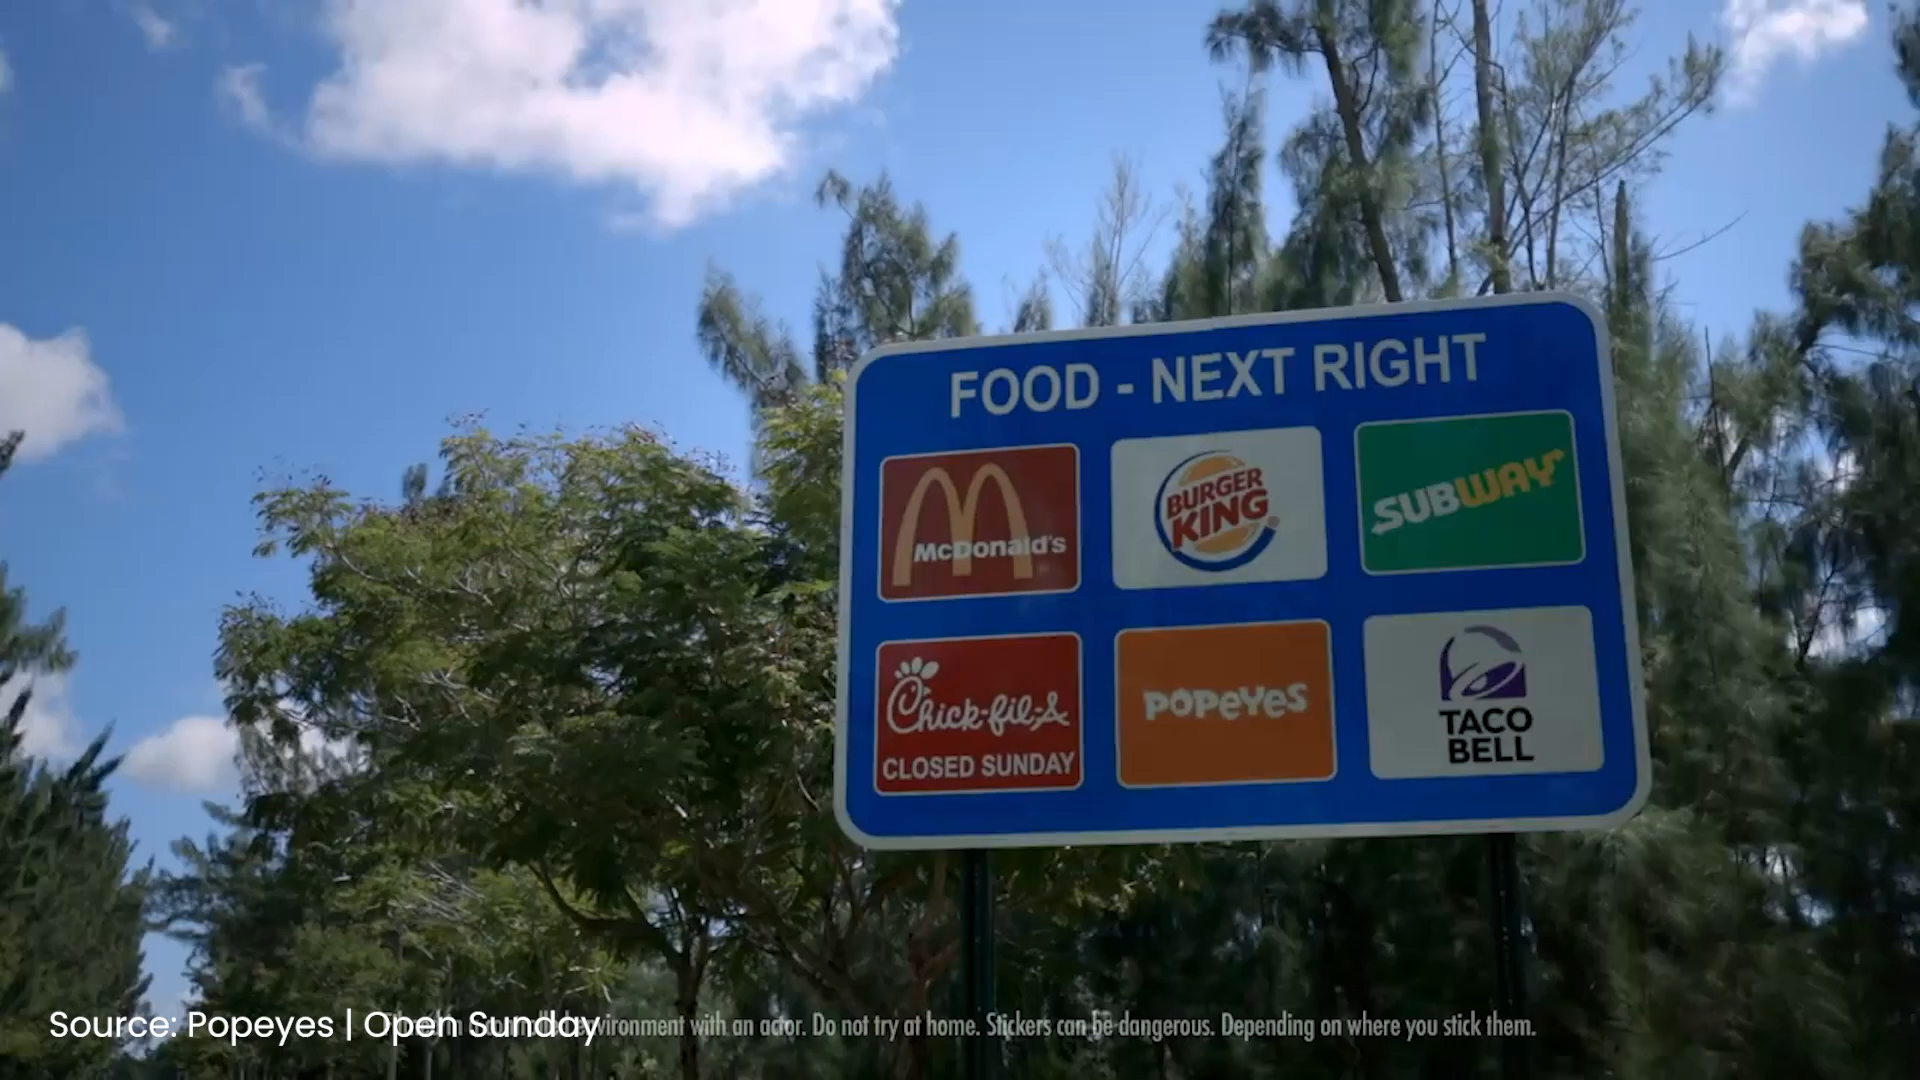 FOOD - NEXT RIGHT
McDonald's
BURGER
KING
SUBWAY
Chick-fil-A
CLOSED SUNDAY
POPEYES
TACO
BELL
Source: Popeyes | Open Sunday
environment with an actor. Do not try at home. Stickers can be dangerous. Depending on where you stick them.